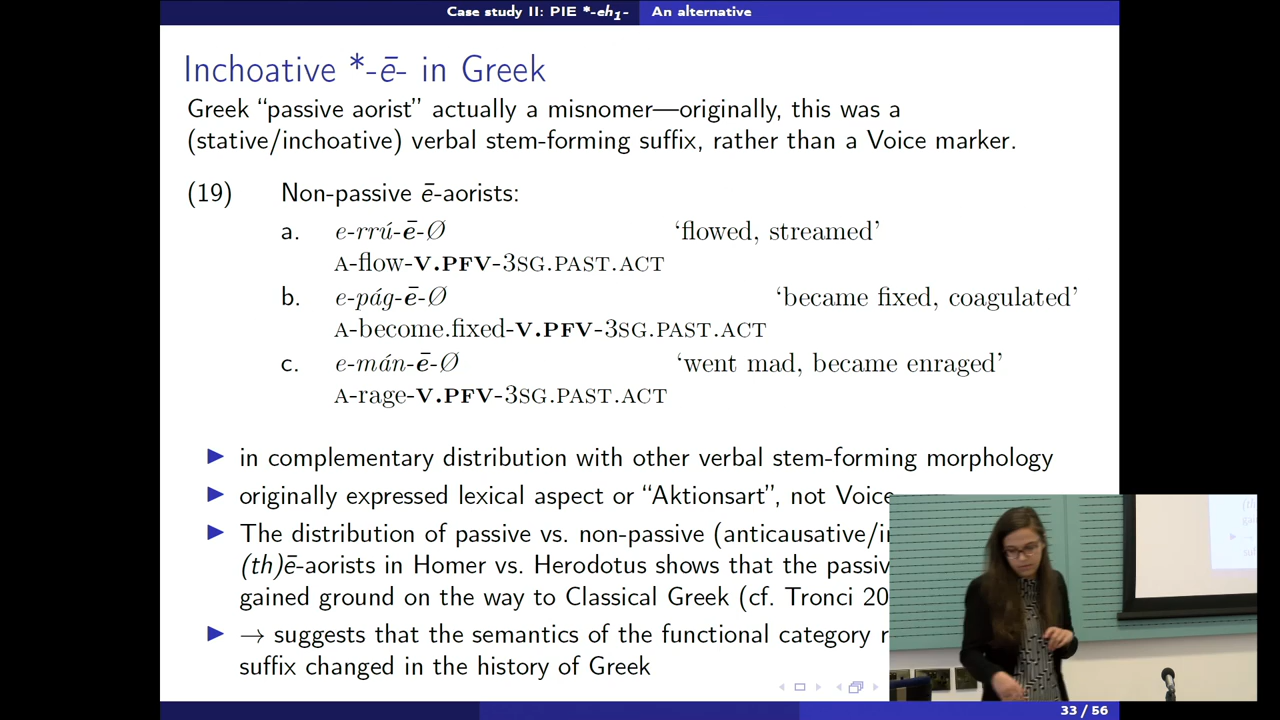 Case study II: PIE *-eh₁- An alternative
Inchoative *-ē- in Greek
Greek “passive aorist” actually a misnomer—originally, this was a
(stative/inchoative) verbal stem-forming suffix, rather than a Voice marker.
(19) Non-passive ē-aorists:
a. e-rrú-ē-Ø ‘flowed, streamed’
A-flow-V.PFV-3SG.PAST.ACT
b. e-pág-ē-Ø ‘became fixed, coagulated’
A-become.fixed-V.PFV-3SG.PAST.ACT
c. e-mán-ē-Ø ‘went mad, became enraged’
A-rage-V.PFV-3SG.PAST.ACT
▶ in complementary distribution with other verbal stem-forming morphology
▶ originally expressed lexical aspect or “Aktionsart”, not Voice
▶ The distribution of passive vs. non-passive (anticausative/
(th)ē-aorists in Homer vs. Herodotus shows that the
gained ground on the way to Classical Greek (cf. Tronci
▶ → suggests that the semantics of the functional category
suffix changed in the history of Greek
33 / 56